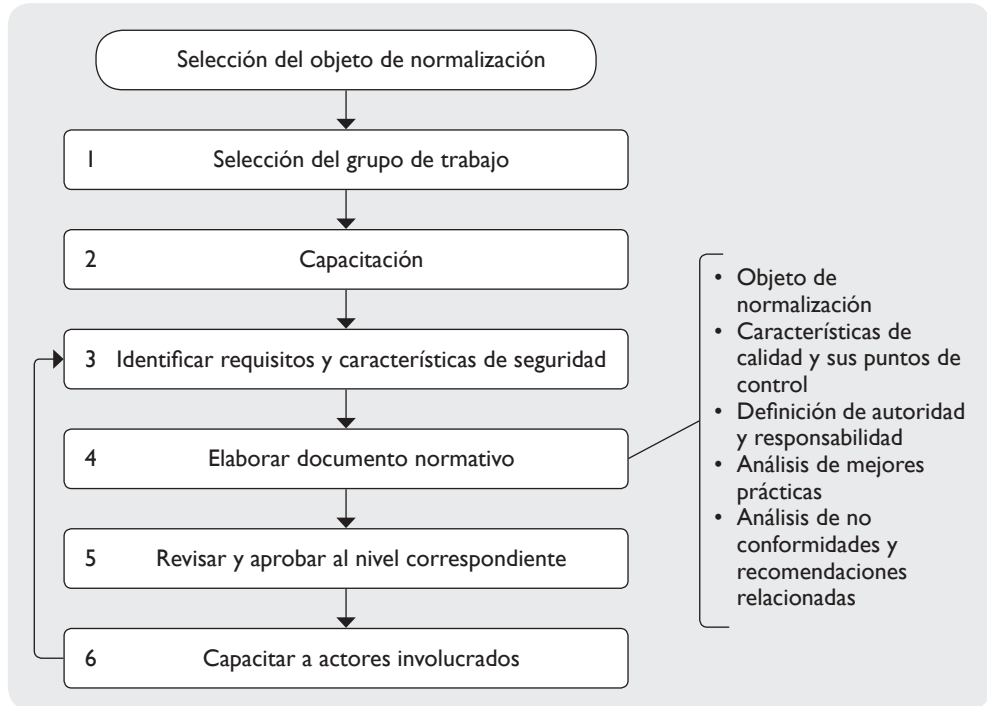 Selección del objeto de normalización
1 Selección del grupo de trabajo
2 Capacitación
3 Identificar requisitos y características de seguridad
4 Elaborar documento normativo
5 Revisar y aprobar al nivel correspondiente
6 Capacitar a actores involucrados
• Objeto de
normalización
• Características de
calidad y sus puntos de
control
• Definición de autoridad
y responsabilidad
• Análisis de mejores
prácticas
• Análisis de no
conformidades y
recomendaciones
relacionadas